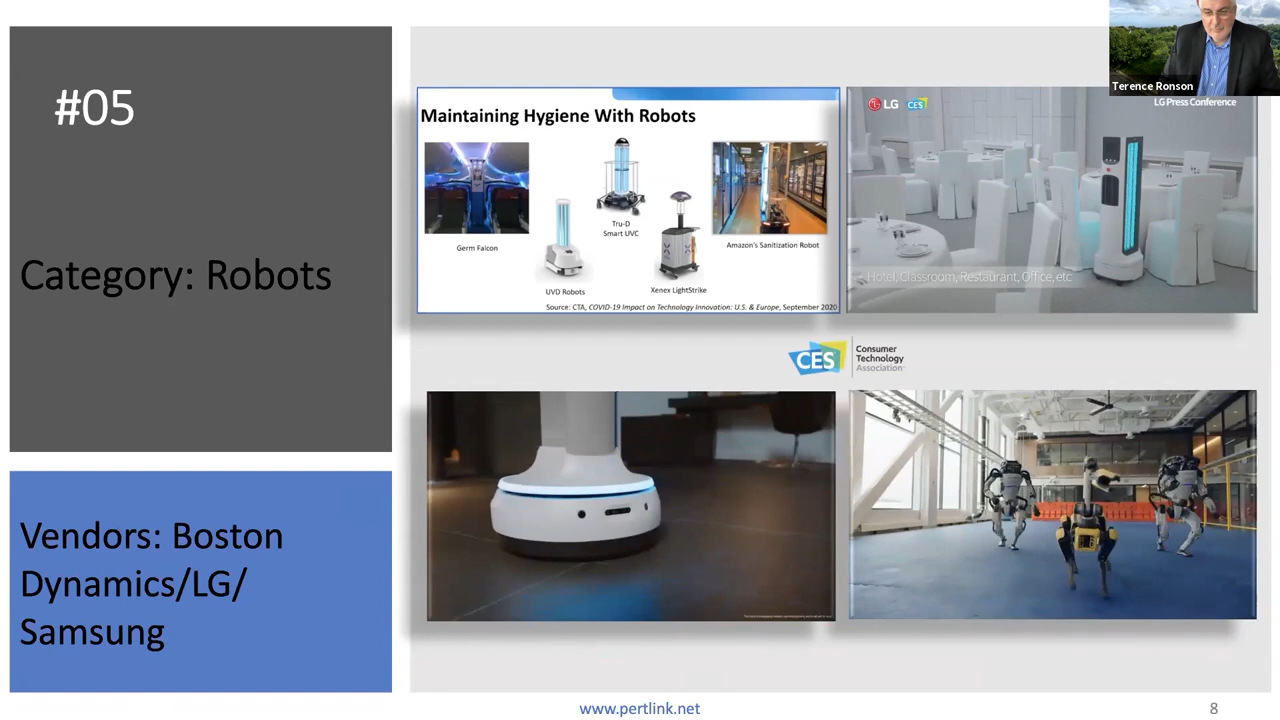 #05
Category: Robots
Vendors: Boston
Dynamics/LG/
Samsung
Maintaining Hygiene With Robots
Germ Falcon
Tru-D
Smart UVC
Amazon's Sanitization Robot
UVD Robots
Xenex LightStrike
Source: CTA, COVID-19 Impact on Technology Innovation: U.S. & Europe, September 2020
LG CES
LG Press Conference
Hotel, Classroom, Restaurant, Office, etc
Terence Ronson
CES
Consumer
Technology
Association
www.pertlink.net
8